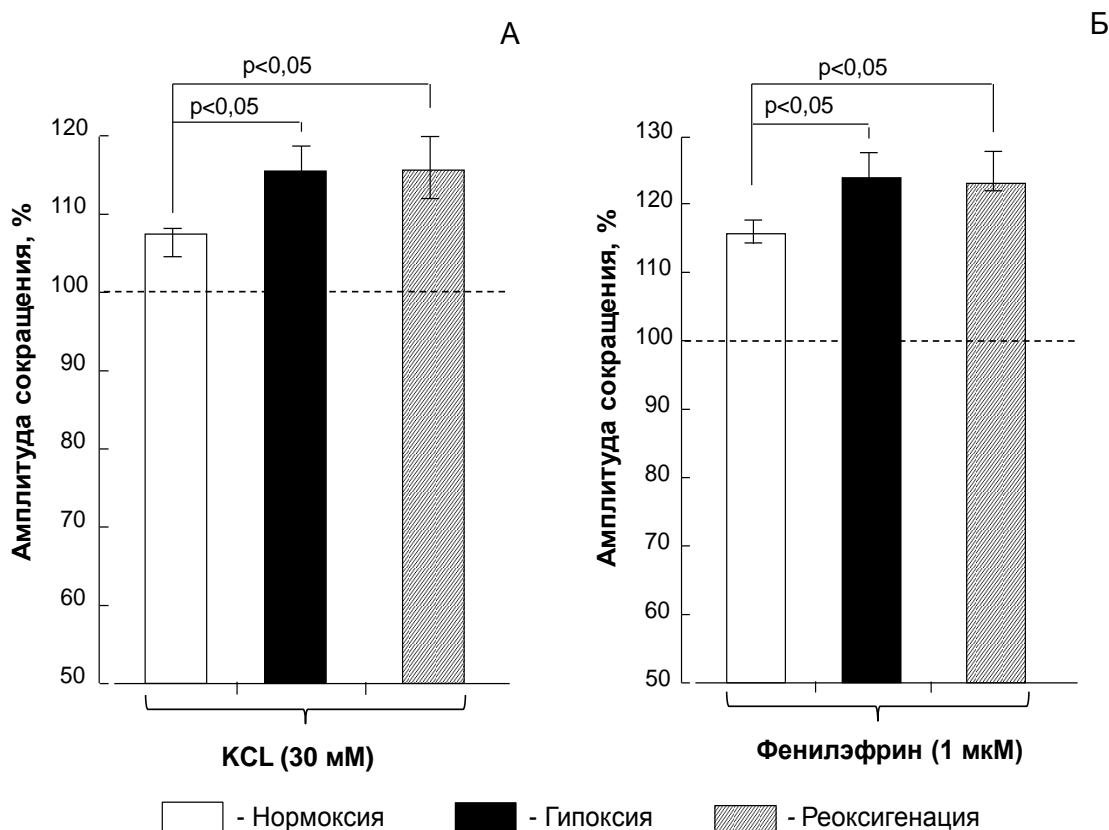 А
p<0,05
p<0,05
120
110
100
90
80
70
60
50
Амплитуда сокращения, %
KCL (30 мМ)
Б
p<0,05
p<0,05
130
120
110
100
90
80
70
60
50
Амплитуда сокращения, %
Фенилэфрин (1 мкМ)
- Нормоксия - Гипоксия - Реоксигенация